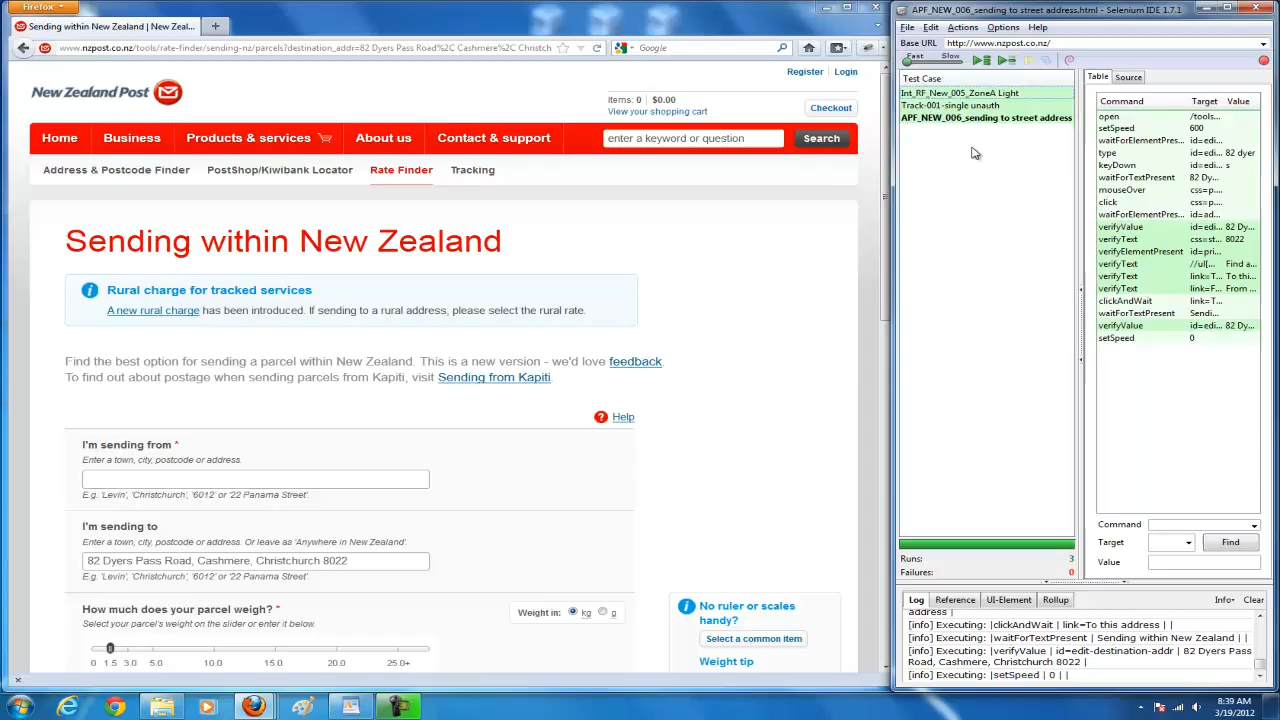 Firefox
Sending within New Zealand | New Zeal...
www.nzpost.co.nz/tools/rate-finder/sending-nz/parcels?destination_addr=82 Dyers Pass Road%2C Cashmere%2C Christch
Google
Register
Login
New Zealand Post
Items: 0 | $0.00
View your shopping cart
Checkout
Home
Business
Products & services
About us
Contact & support
enter a keyword or question
Search
Address & Postcode Finder
PostShop/Kiwibank Locator
Rate Finder
Tracking
Sending within New Zealand
Rural charge for tracked services
A new rural charge has been introduced. If sending to a rural address, please select the rural rate.
Find the best option for sending a parcel within New Zealand. This is a new version - we'd love feedback.
To find out about postage when sending parcels from Kapiti, visit Sending from Kapiti.
Help
I'm sending from *
Enter a town, city, postcode or address.
E.g. 'Levin', 'Christchurch', '6012' or '22 Panama Street'.
I'm sending to
Enter a town, city, postcode or address. Or leave as 'Anywhere in New Zealand'.
82 Dyers Pass Road, Cashmere, Christchurch 8022
E.g. 'Levin', 'Christchurch', '6012' or '22 Panama Street'.
How much does your parcel weigh? *
Select your parcel's weight on the slider or enter it below.
Weight in: kg g
0 1.5 3.0 5.0 10.0 15.0 20.0 25.0+
No ruler or scales
handy?
Select a common item
Weight tip
APF_New_006_sending to street address.html - Selenium IDE 1.7.1
File Edit Actions Options Help
Base URL http://www.nzpost.co.nz/
Fast Slow
Test Case
Int_RF_New_005_ZoneA Light
Track-001-single unauth
APF_NEW_006_sending to street address
Table Source
Command Target Value
open /tools...
setSpeed 600
waitForElementPres... id=edi...
type id=edi... 82 dyer
keyDown id=edi... s
waitForTextPresent 82 Dy...
mouseOver css=p...
click css=p...
waitForElementPres... id=ad...
verifyValue id=edi... 82 Dy...
verifyText css=st... 8022
verifyElementPresent id=pri...
verifyText //ul[... Find a...
verifyText link=T... To thi...
verifyText link=F... From ...
clickAndWait link=T...
waitForTextPresent Sendi...
verifyValue id=edi... 82 Dy...
setSpeed 0
Command
Target
Find
Value
Runs: 3
Failures: 0
Log Reference UI-Element Rollup Info Clear
address |
[info] Executing: |clickAndWait | link=To this address | |
[info] Executing: |waitForTextPresent | Sending within New Zealand | |
[info] Executing: |verifyValue | id=edit-destination-addr | 82 Dyers
Pass Road, Cashmere, Christchurch 8022 |
[info] Executing: |setSpeed | 0 | |
8:39 AM
3/19/2012